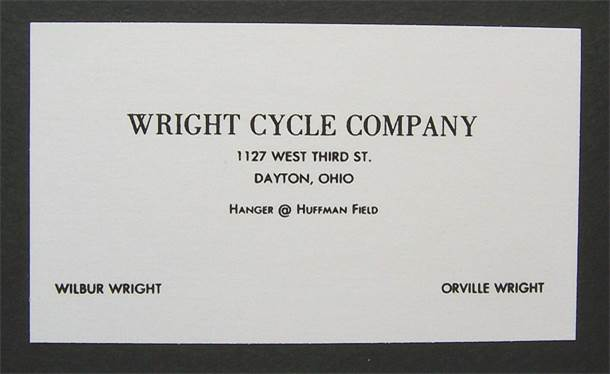 WRIGHT CYCLE COMPANY
1127 WEST THIRD ST.
DAYTON, OHIO
HANGER @ HUFFMAN FIELD
WILBUR WRIGHT
ORVILLE WRIGHT